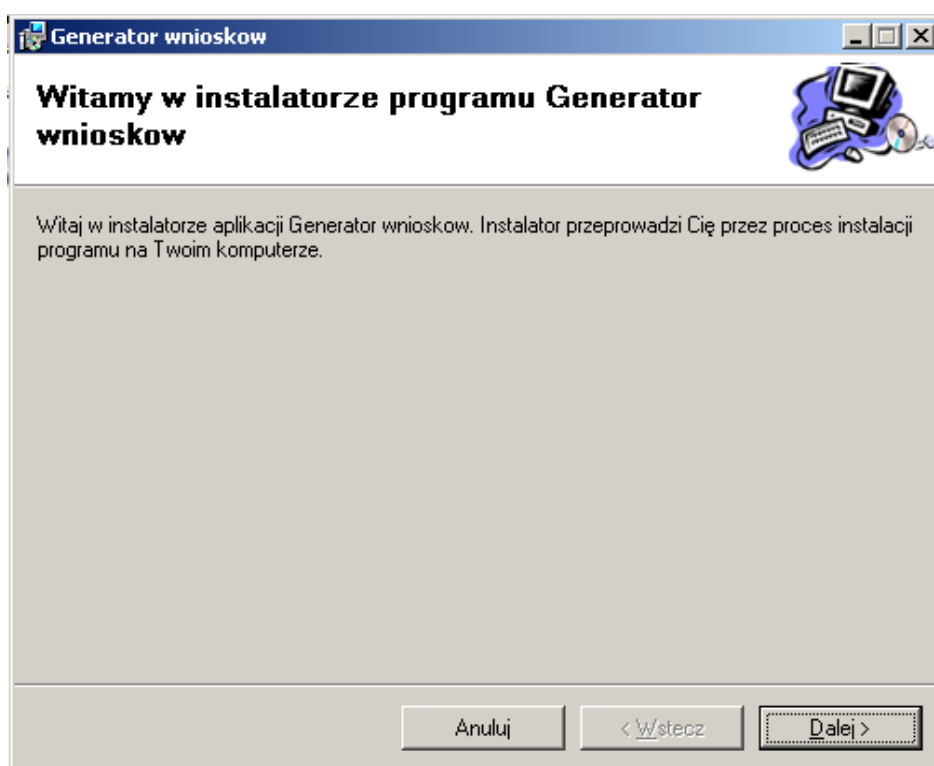 Generator wnioskow
Witamy w instalatorze programu Generator
wnioskow
Witaj w instalatorze aplikacji Generator wnioskow. Instalator przeprowadzi Cię przez proces instalacji
programu na Twoim komputerze.
Anuluj
< Wstecz
Dalej >